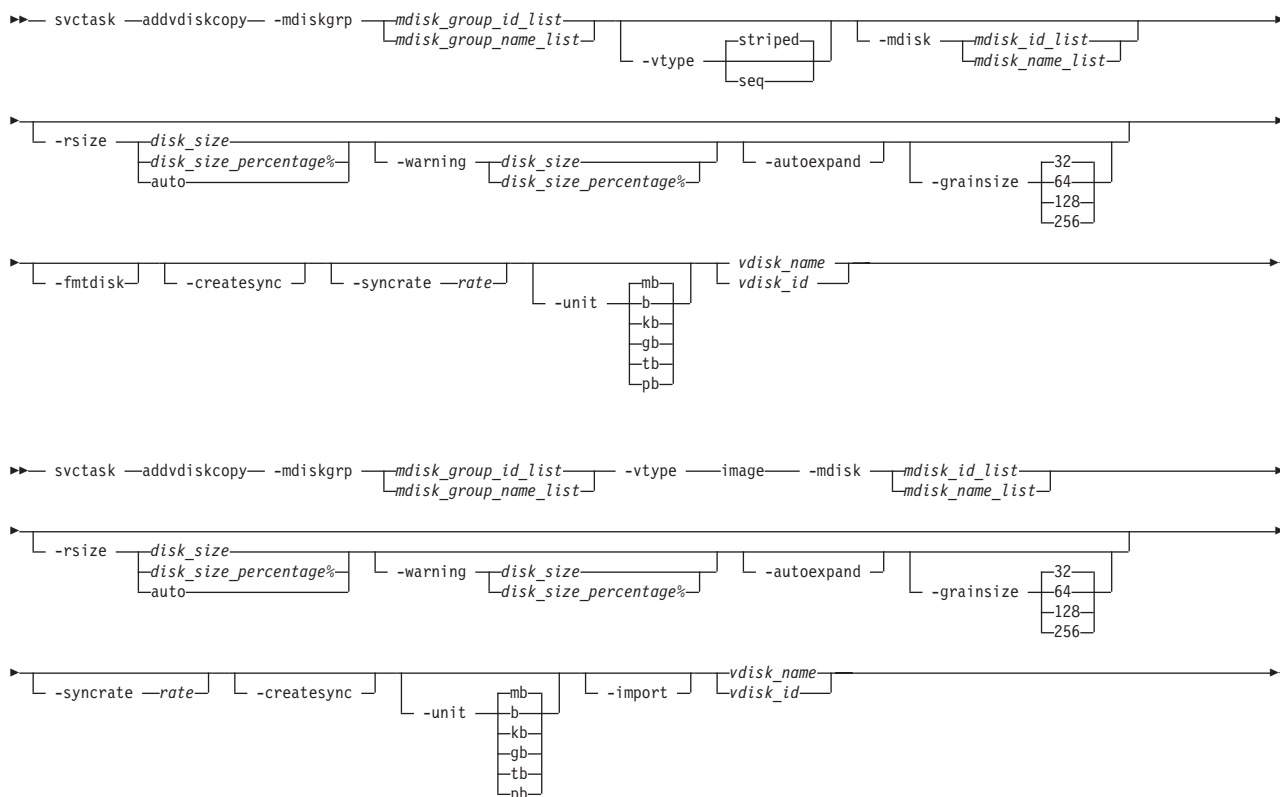 svctask addvdiskcopy -mdiskgrp mdisk_group_id_list striped -mdisk mdisk_id_list
mdisk_group_name_list -vtype seq mdisk_name_list
-rsize disk_size -warning disk_size -autoexpand 32
disk_size_percentage% disk_size_percentage% -grainsize 64
auto 128
256
-fmtdisk -createsync -syncrate rate mb vdisk_name
-unit b vdisk_id
kb
gb
tb
pb
svctask addvdiskcopy -mdiskgrp mdisk_group_id_list -vtype image -mdisk mdisk_id_list
mdisk_group_name_list mdisk_name_list
-rsize disk_size -warning disk_size -autoexpand 32
disk_size_percentage% disk_size_percentage% -grainsize 64
auto 128
256
-syncrate rate -createsync mb -import vdisk_name
-unit b vdisk_id
kb
gb
tb
pb